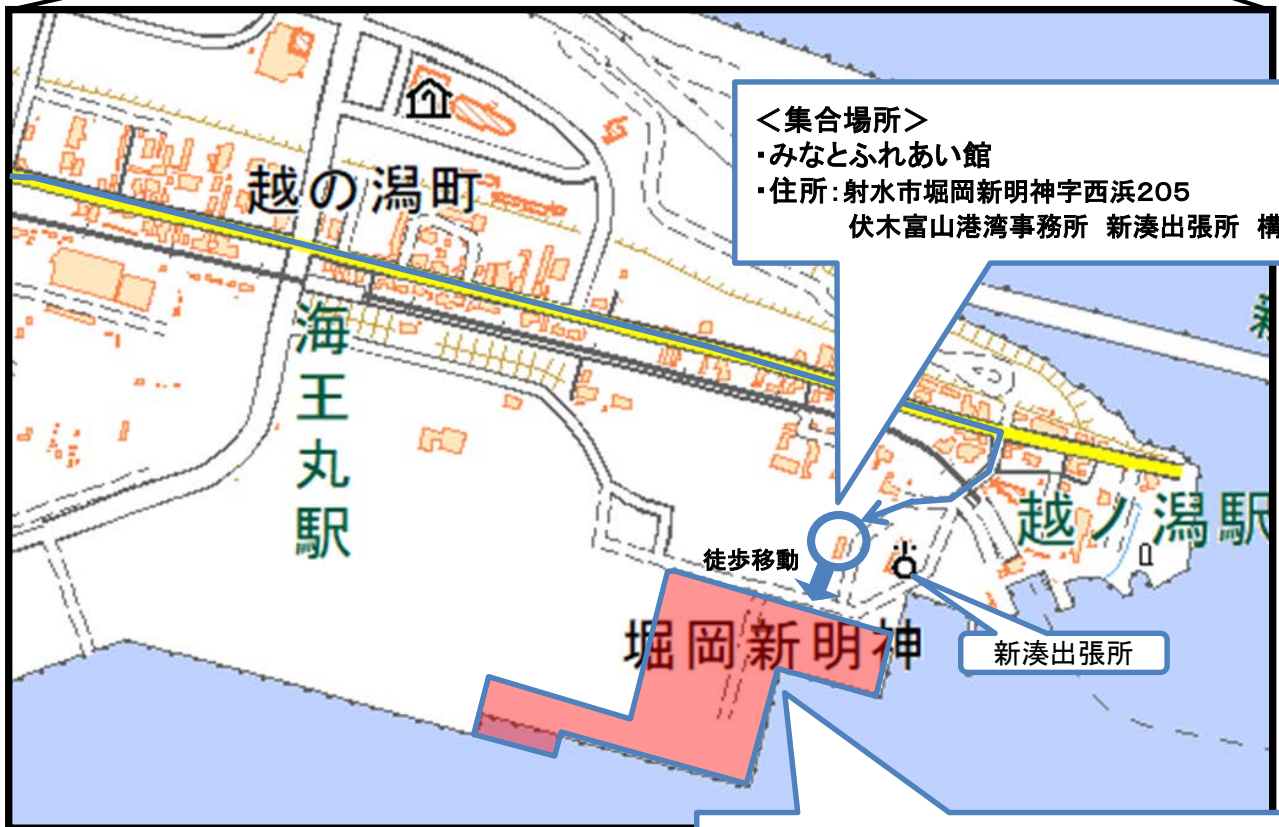 <集合場所>
・みなとふれあい館
・住所:射水市堀岡新明神字西浜205
伏木富山港湾事務所 新湊出張所 構
越の潟町
海王丸駅
越ノ潟駅
徒歩移動
堀岡新明神
新湊出張所